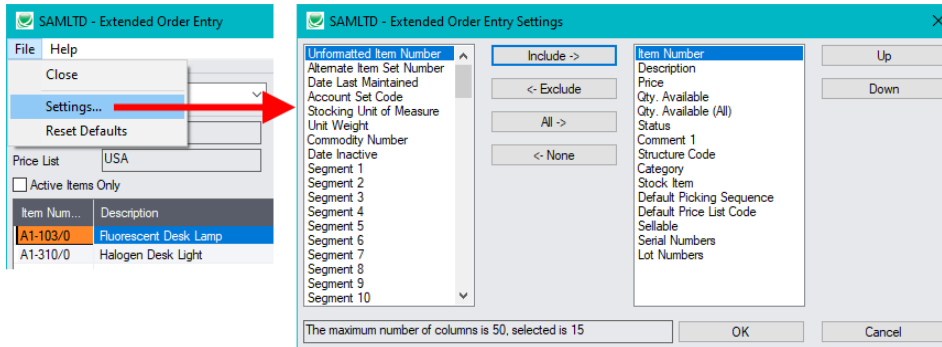 SAMLTD - Extended Order Entry
File Help
Close
Settings...
Reset Defaults
Price List USA
Active Items Only
Item Num... Description
A1-103/0 Fluorescent Desk Lamp
A1-310/0 Halogen Desk Light
SAMLTD - Extended Order Entry Settings
Unformatted Item Number
Alternate Item Set Number
Date Last Maintained
Account Set Code
Stocking Unit of Measure
Unit Weight
Commodity Number
Date Inactive
Segment 1
Segment 2
Segment 3
Segment 4
Segment 5
Segment 6
Segment 7
Segment 8
Segment 9
Segment 10
Include ->
<- Exclude
All ->
<- None
Item Number
Description
Price
Qty. Available
Qty. Available (All)
Status
Comment 1
Structure Code
Category
Stock Item
Default Picking Sequence
Default Price List Code
Sellable
Serial Numbers
Lot Numbers
Up
Down
The maximum number of columns is 50, selected is 15
OK
Cancel